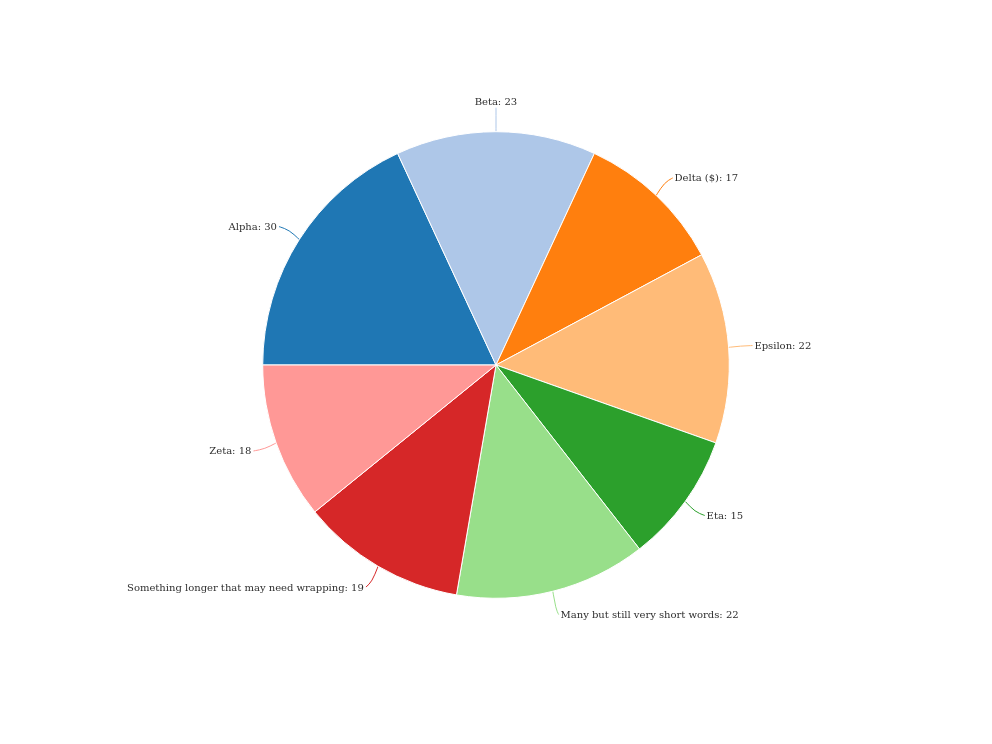 Beta: 23
Delta ($): 17
Alpha: 30
Epsilon: 22
Zeta: 18
Eta: 15
Something longer that may need wrapping: 19
Many but still very short words: 22